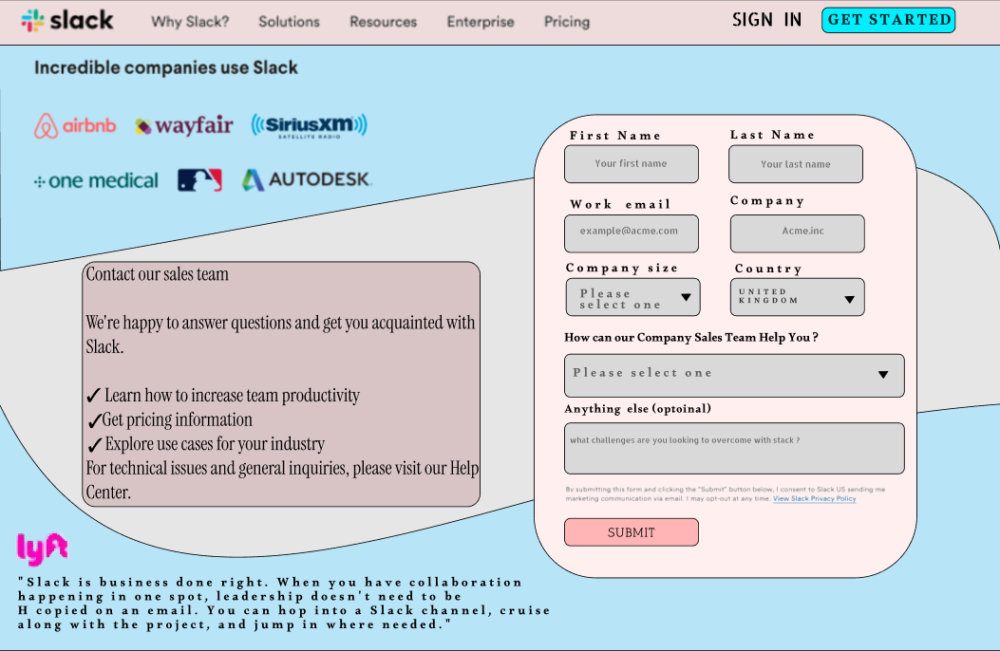 slack Why Slack? Solutions Resources Enterprise Pricing SIGN IN GET STARTED
Incredible companies use Slack
airbnb wayfair SiriusXM
SATELLITE RADIO
one medical AUTODESK
Contact our sales team
We're happy to answer questions and get you acquainted with
Slack.
✓ Learn how to increase team productivity
✓Get pricing information
✓ Explore use cases for your industry
For technical issues and general inquiries, please visit our Help
Center.
First Name Last Name
Your first name Your last name
Work email Company
example@acme.com Acme.inc
Company size Country
Please
select one
UNITED
KINGDOM
How can our Company Sales Team Help You ?
Please select one
Anything else (optoinal)
what challenges are you looking to overcome with stack ?
By submitting this form and clicking the "Submit" button below, I consent to Slack US sending me
marketing communication via email. I may opt-out at any time. View Slack Privacy Policy
SUBMIT
lyft
"Slack is business done right. When you have collaboration
happening in one spot, leadership doesn't need to be
H copied on an email. You can hop into a Slack channel, cruise
along with the project, and jump in where needed."